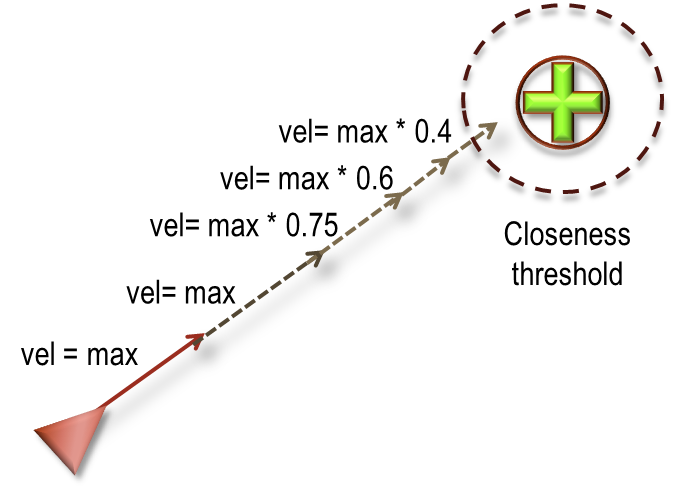 vel= max * 0.4
vel= max * 0.6
vel= max * 0.75
Closeness
threshold
vel= max
vel = max